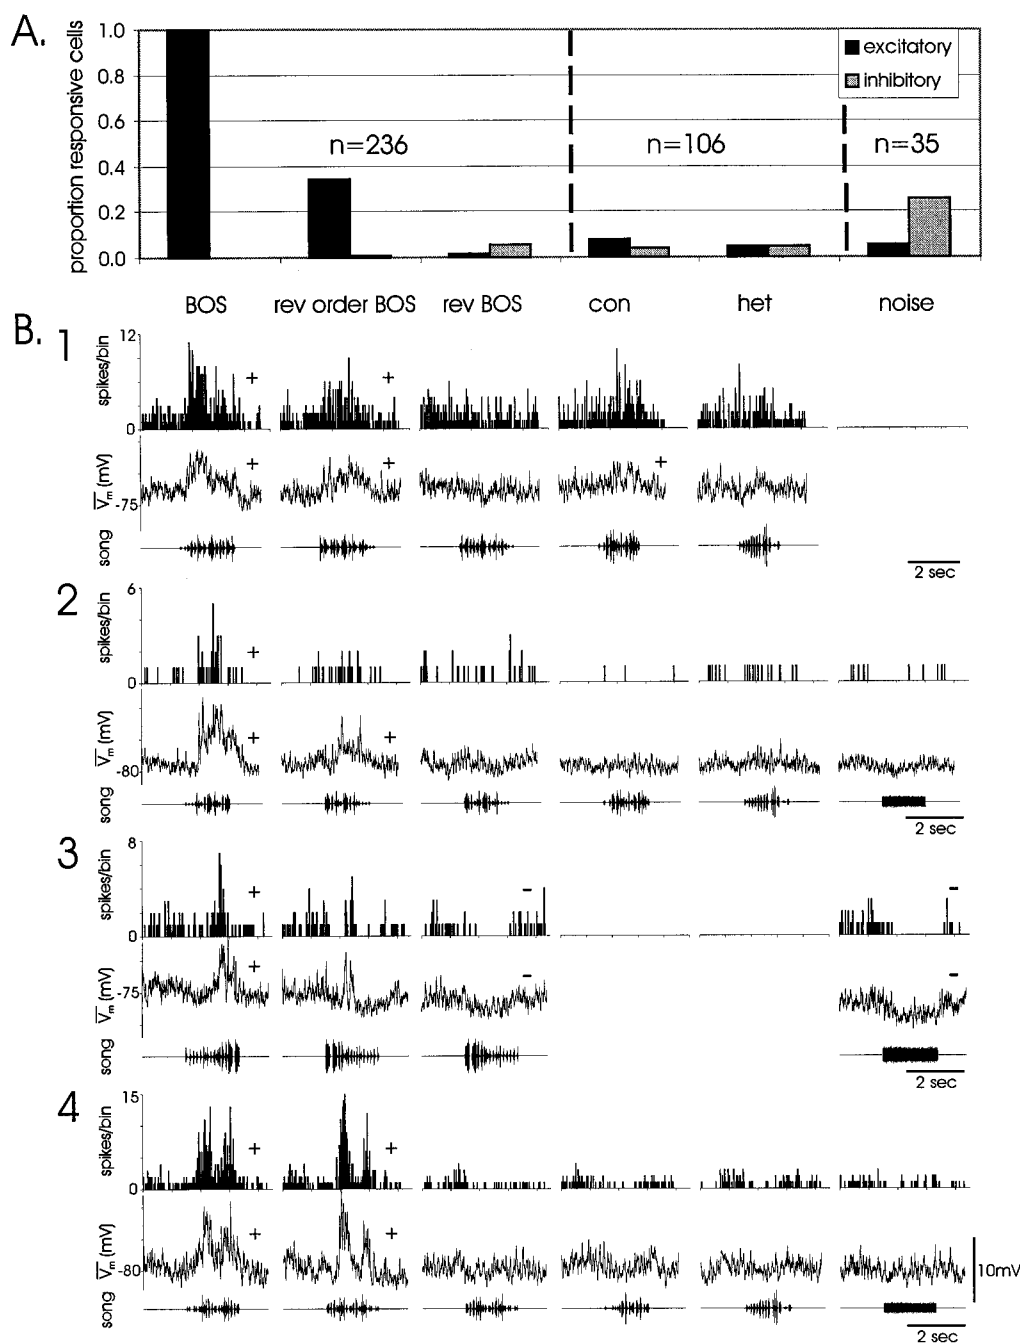 A.
proportion responsive cells
1.0
0.8
0.6
0.4
0.2
0.0
excitatory
inhibitory
n=236
n=106
n=35
BOS
rev order BOS
rev BOS
con
het
noise
B.
1
spikes/bin
12
0
+
+
V̅m (mV)
-75
+
+
+
song
2 sec
2
spikes/bin
6
0
+
V̅m (mV)
-80
+
+
song
2 sec
3
spikes/bin
8
0
+
-
-
V̅m (mV)
-75
+
-
-
song
2 sec
4
spikes/bin
15
0
+
+
V̅m (mV)
-80
+
+
10mV
song
2 sec